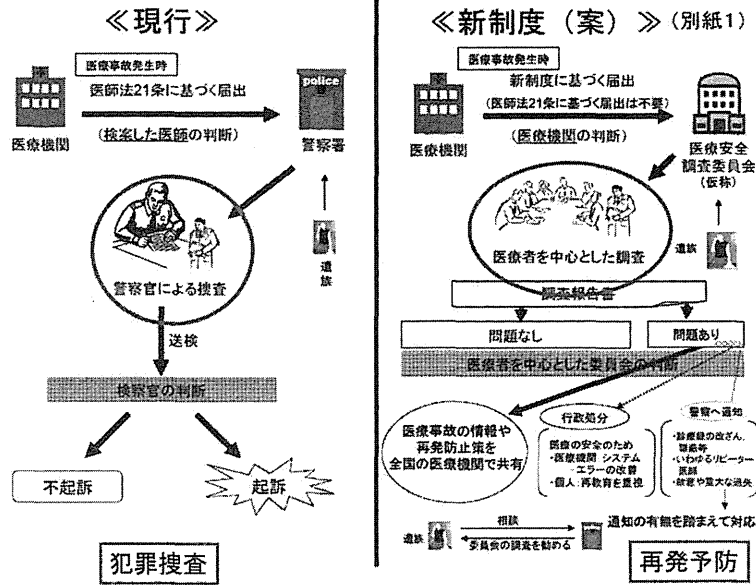 ≪現行≫
医療事故発生時
医師法21条に基づく届出
police
(検案した医師の判断)
医療機関
警察署
遺族
警察官による捜査
送検
検察官の判断
不起訴
起訴
犯罪捜査
≪新制度（案）≫(別紙1)
医療事故発生時
新制度に基づく届出
(医師法21条に基づく届出は不要)
(医療機関の判断)
医療機関
医療安全
調査委員会
(仮称)
遺族
医療者を中心とした調査
調査報告書
問題なし
問題あり
医療者を中心とした委員会の判断
医療事故の情報や
再発防止策を
全国の医療機関で共有
行政処分
医療の安全のため
・医療機関 システム
エラーの改善
・個人：再教育を重視
警察へ通知
・診療録の改ざん、
隠蔽等
・いわゆるリピーター
医師
・故意や重大な過失
通知の有無を踏まえて対応
遺族
相談
委員会の調査を勧める
再発予防